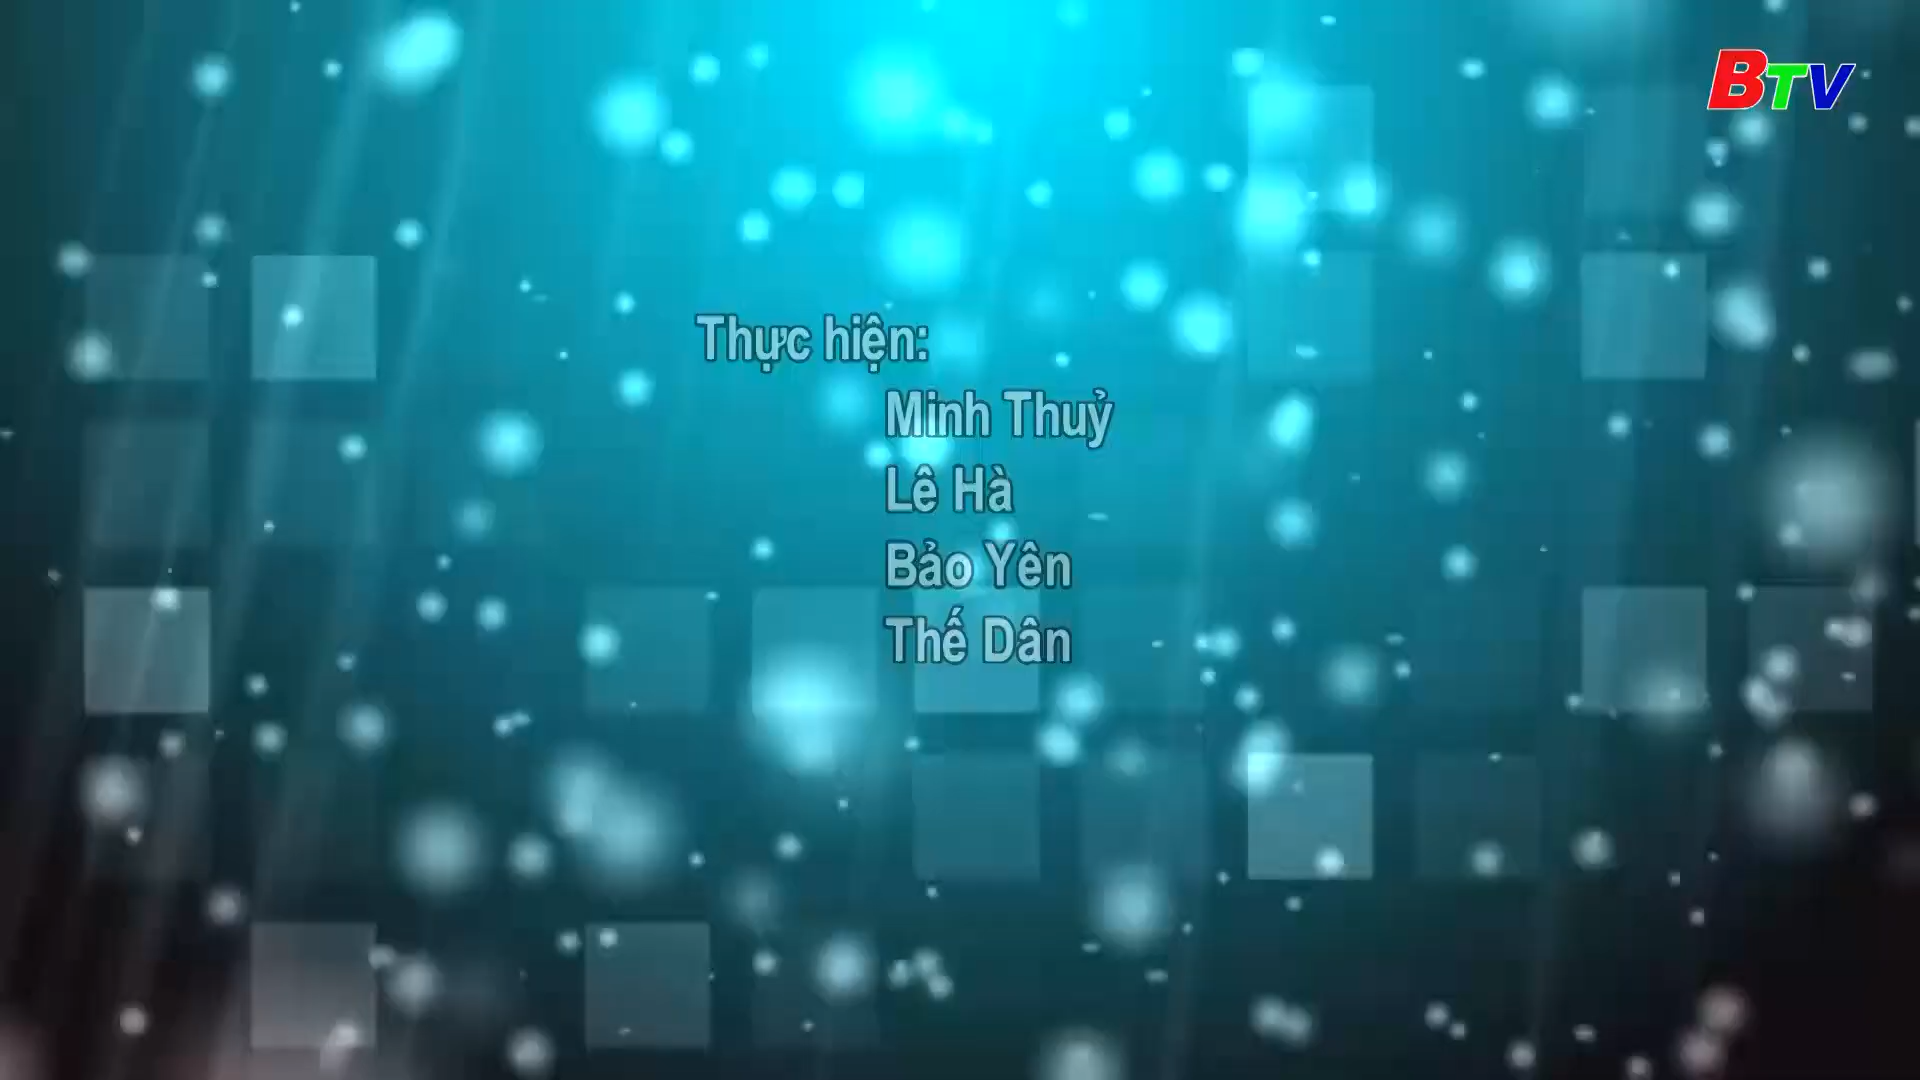 BTV
Thực hiện:
Minh Thuỷ
Lê Hà
Bảo Yên
Thế Dân